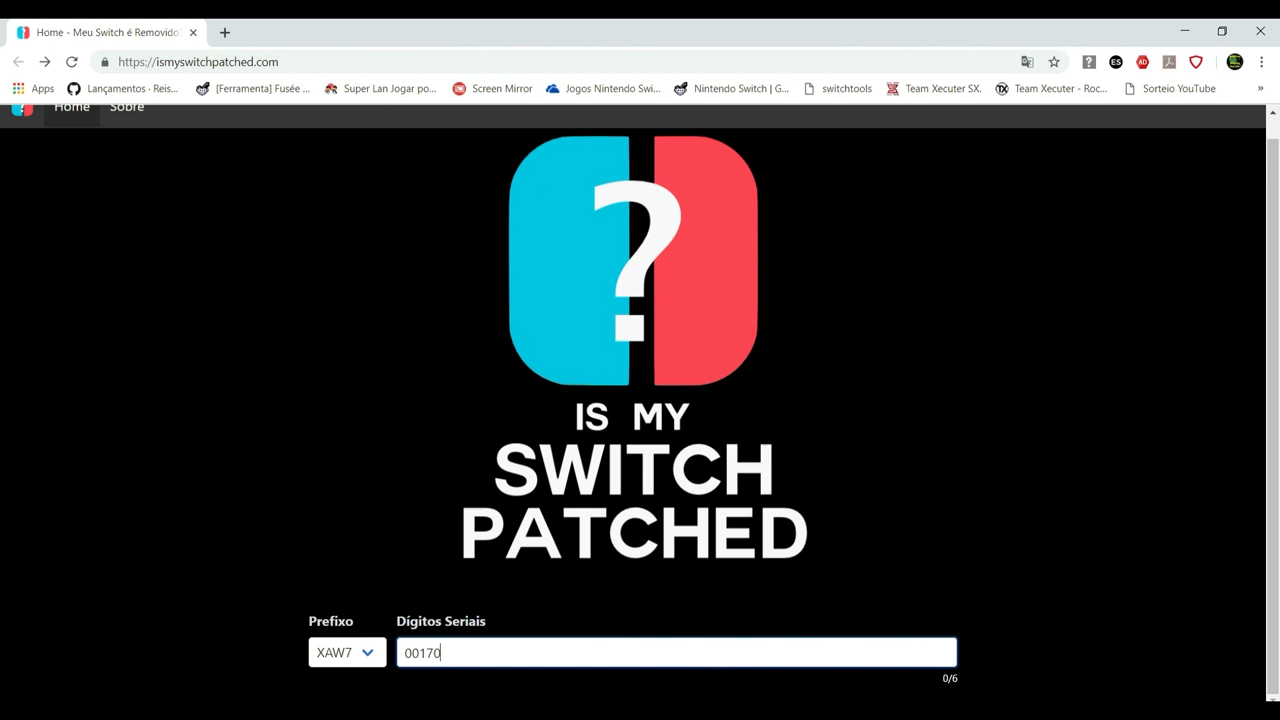 Home - Meu Switch é Removido
https://ismyswitchpatched.com
Apps Lançamentos · Reis... [Ferramenta] Fusée ... Super Lan Jogar po... Screen Mirror Jogos Nintendo Swi... Nintendo Switch | G... switchtools Team Xecuter SX. Team Xecuter - Roc... Sorteio YouTube »
Home Sobre
?
IS MY
SWITCH
PATCHED
Prefixo Dígitos Seriais
XAW7 00170
0/6